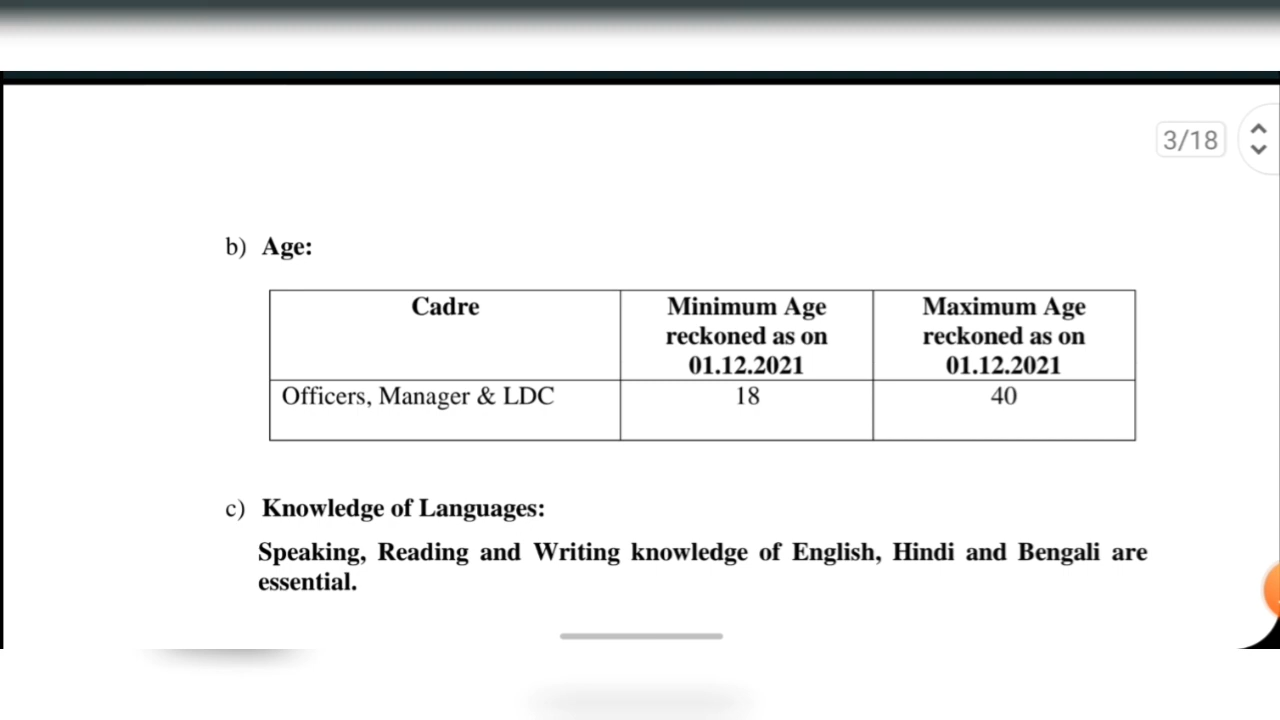 3/18
b) Age:
Cadre
Minimum Age
reckoned as on
01.12.2021
Maximum Age
reckoned as on
01.12.2021
Officers, Manager & LDC
18
40
c) Knowledge of Languages:
Speaking, Reading and Writing knowledge of English, Hindi and Bengali are
essential.